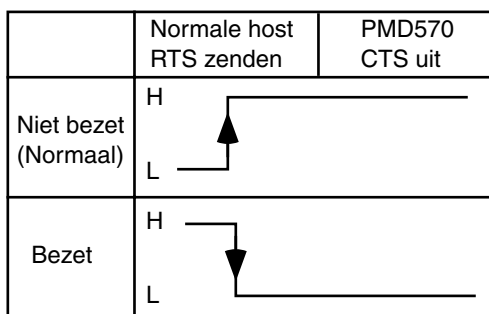 Normale host
RTS zenden
PMD570
CTS uit
Niet bezet
(Normaal)
H
L
Bezet
H
L